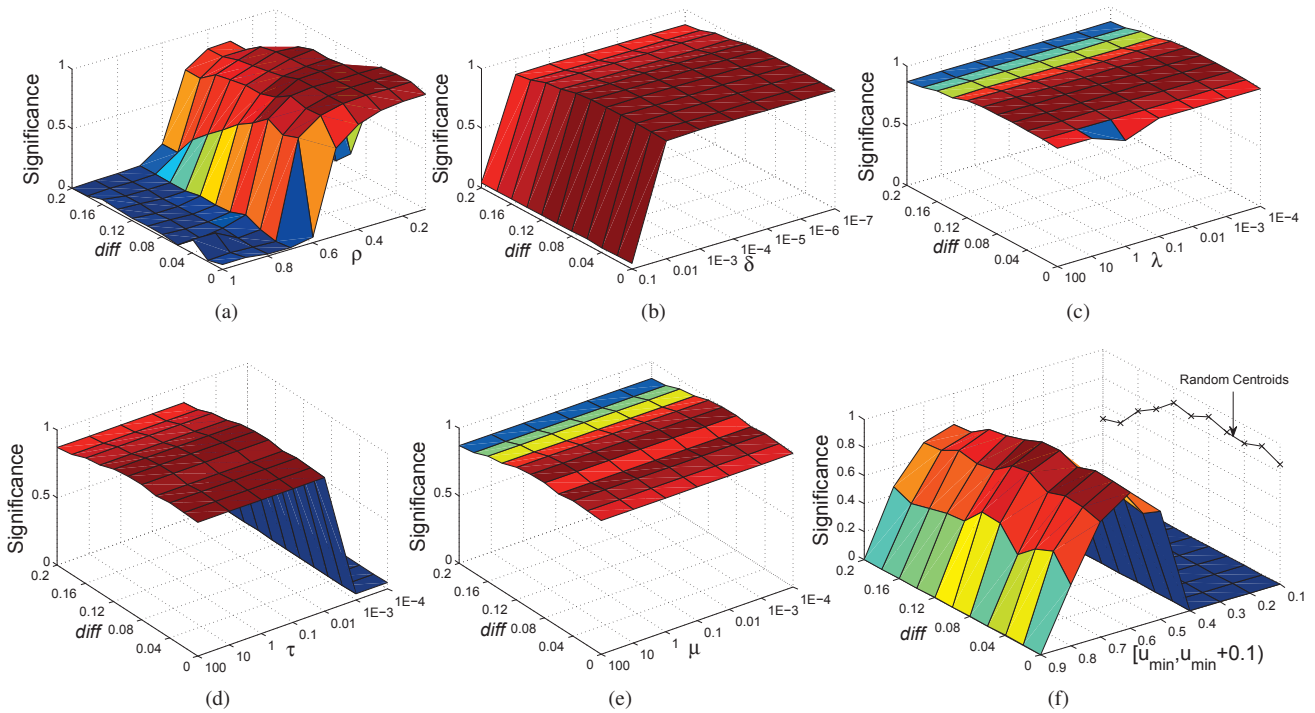 Significance
1
0.5
0
0.2
0.16
0.12
0.08
0.04
0
diff
1
0.8
0.6
0.4
0.2
ρ
(a)
Significance
1
0.5
0
0.2
0.16
0.12
0.08
0.04
0
diff
0.1
0.01
1E-3
1E-4
1E-5
1E-6
1E-7
δ
(b)
Significance
1
0.5
0
0.2
0.16
0.12
0.08
0.04
0
diff
100
10
1
0.1
0.01
1E-3
1E-4
λ
(c)
Significance
1
0.5
0
0.2
0.16
0.12
0.08
0.04
0
diff
100
10
1
0.1
0.01
1E-3
1E-4
τ
(d)
Significance
1
0.5
0
0.2
0.16
0.12
0.08
0.04
0
diff
100
10
1
0.1
0.01
1E-3
1E-4
μ
(e)
Random Centroids
Significance
1
0.8
0.6
0.4
0.2
0
0.2
0.16
0.12
0.08
0.04
0
diff
0.9
0.8
0.7
0.6
0.5
0.4
0.3
0.2
0.1
[u_min,u_min+0.1)
(f)